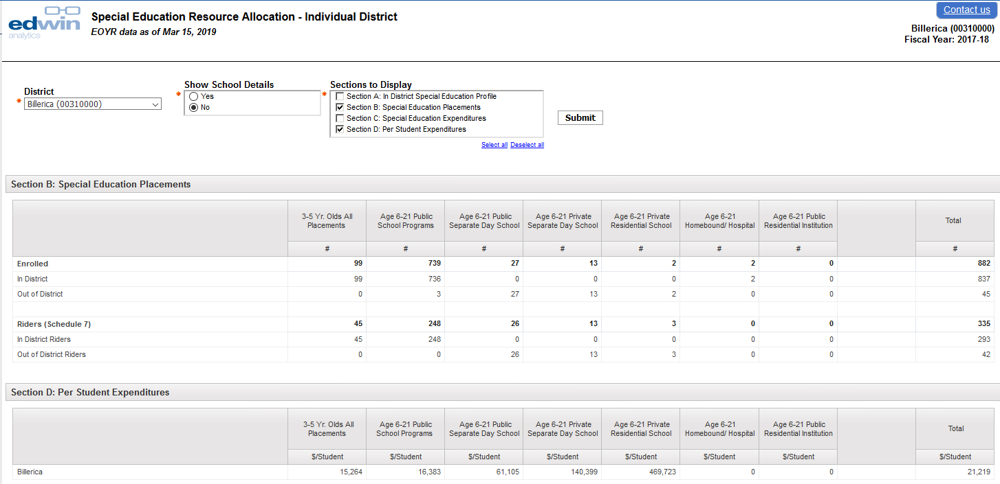 edwin
analytics
Special Education Resource Allocation - Individual District
EOYR data as of Mar 15, 2019
Contact us
Billerica (00310000)
Fiscal Year: 2017-18
District
* Billerica (00310000)
Show School Details
* Yes
No
Sections to Display
* Section A: In District Special Education Profile
Section B: Special Education Placements
Section C: Special Education Expenditures
Section D: Per Student Expenditures
Select all Deselect all
Submit
Section B: Special Education Placements
3-5 Yr. Olds All Placements Age 6-21 Public School Programs Age 6-21 Public Separate Day School Age 6-21 Private Separate Day School Age 6-21 Private Residential School Age 6-21 Homebound/ Hospital Age 6-21 Public Residential Institution Total
# # # # # # # #
Enrolled 99 739 27 13 2 2 0 882
In District 99 736 0 0 0 2 0 837
Out of District 0 3 27 13 2 0 0 45
Riders (Schedule 7) 45 248 26 13 3 0 0 335
In District Riders 45 248 0 0 0 0 0 293
Out of District Riders 0 0 26 13 3 0 0 42
Section D: Per Student Expenditures
3-5 Yr. Olds All Placements Age 6-21 Public School Programs Age 6-21 Public Separate Day School Age 6-21 Private Separate Day School Age 6-21 Private Residential School Age 6-21 Homebound/ Hospital Age 6-21 Public Residential Institution Total
$/Student $/Student $/Student $/Student $/Student $/Student $/Student $/Student
Billerica 15,264 16,383 61,105 140,399 469,723 0 0 21,219